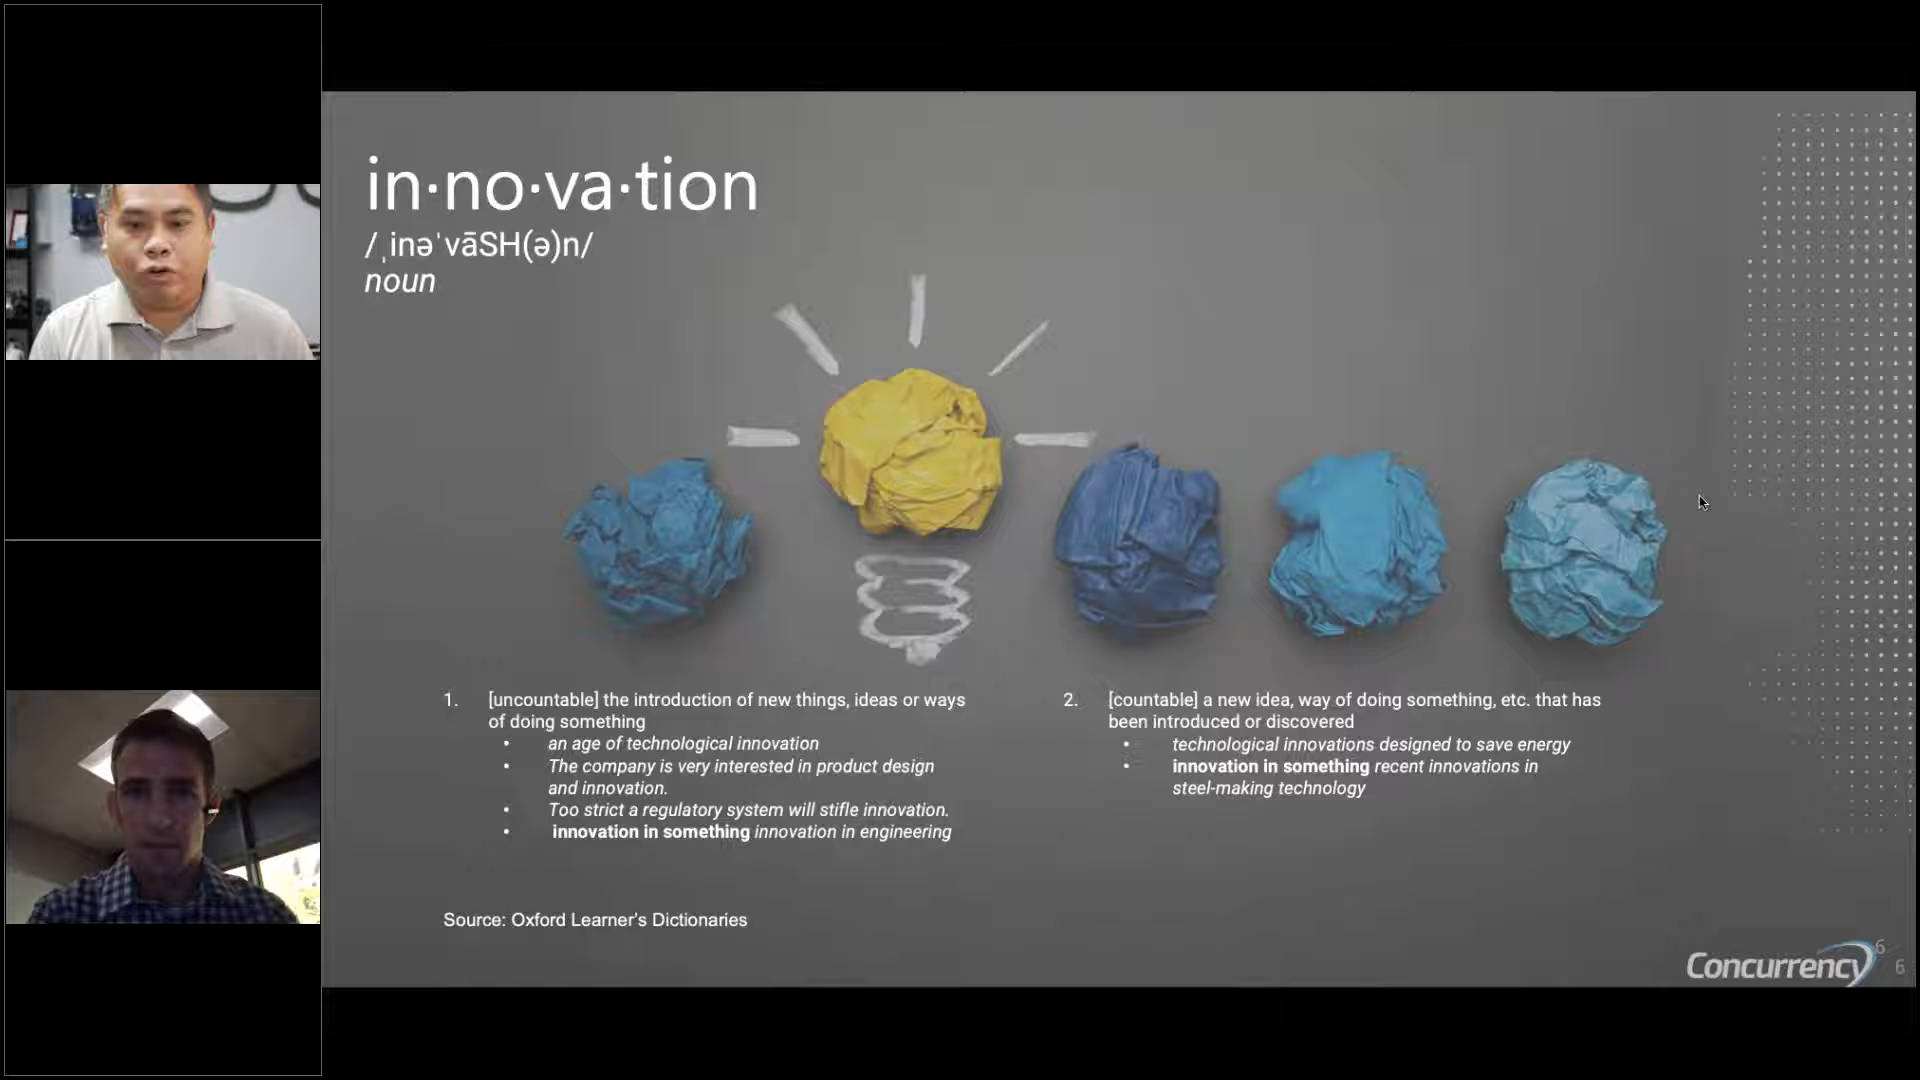 in·no·va·tion
/ˌinəˈvāSH(ə)n/
noun
1. [uncountable] the introduction of new things, ideas or ways
of doing something
• an age of technological innovation
• The company is very interested in product design
and innovation.
• Too strict a regulatory system will stifle innovation.
• innovation in something innovation in engineering
2. [countable] a new idea, way of doing something, etc. that has
been introduced or discovered
• technological innovations designed to save energy
• innovation in something recent innovations in
steel-making technology
Source: Oxford Learner's Dictionaries
Concurrency
6
6